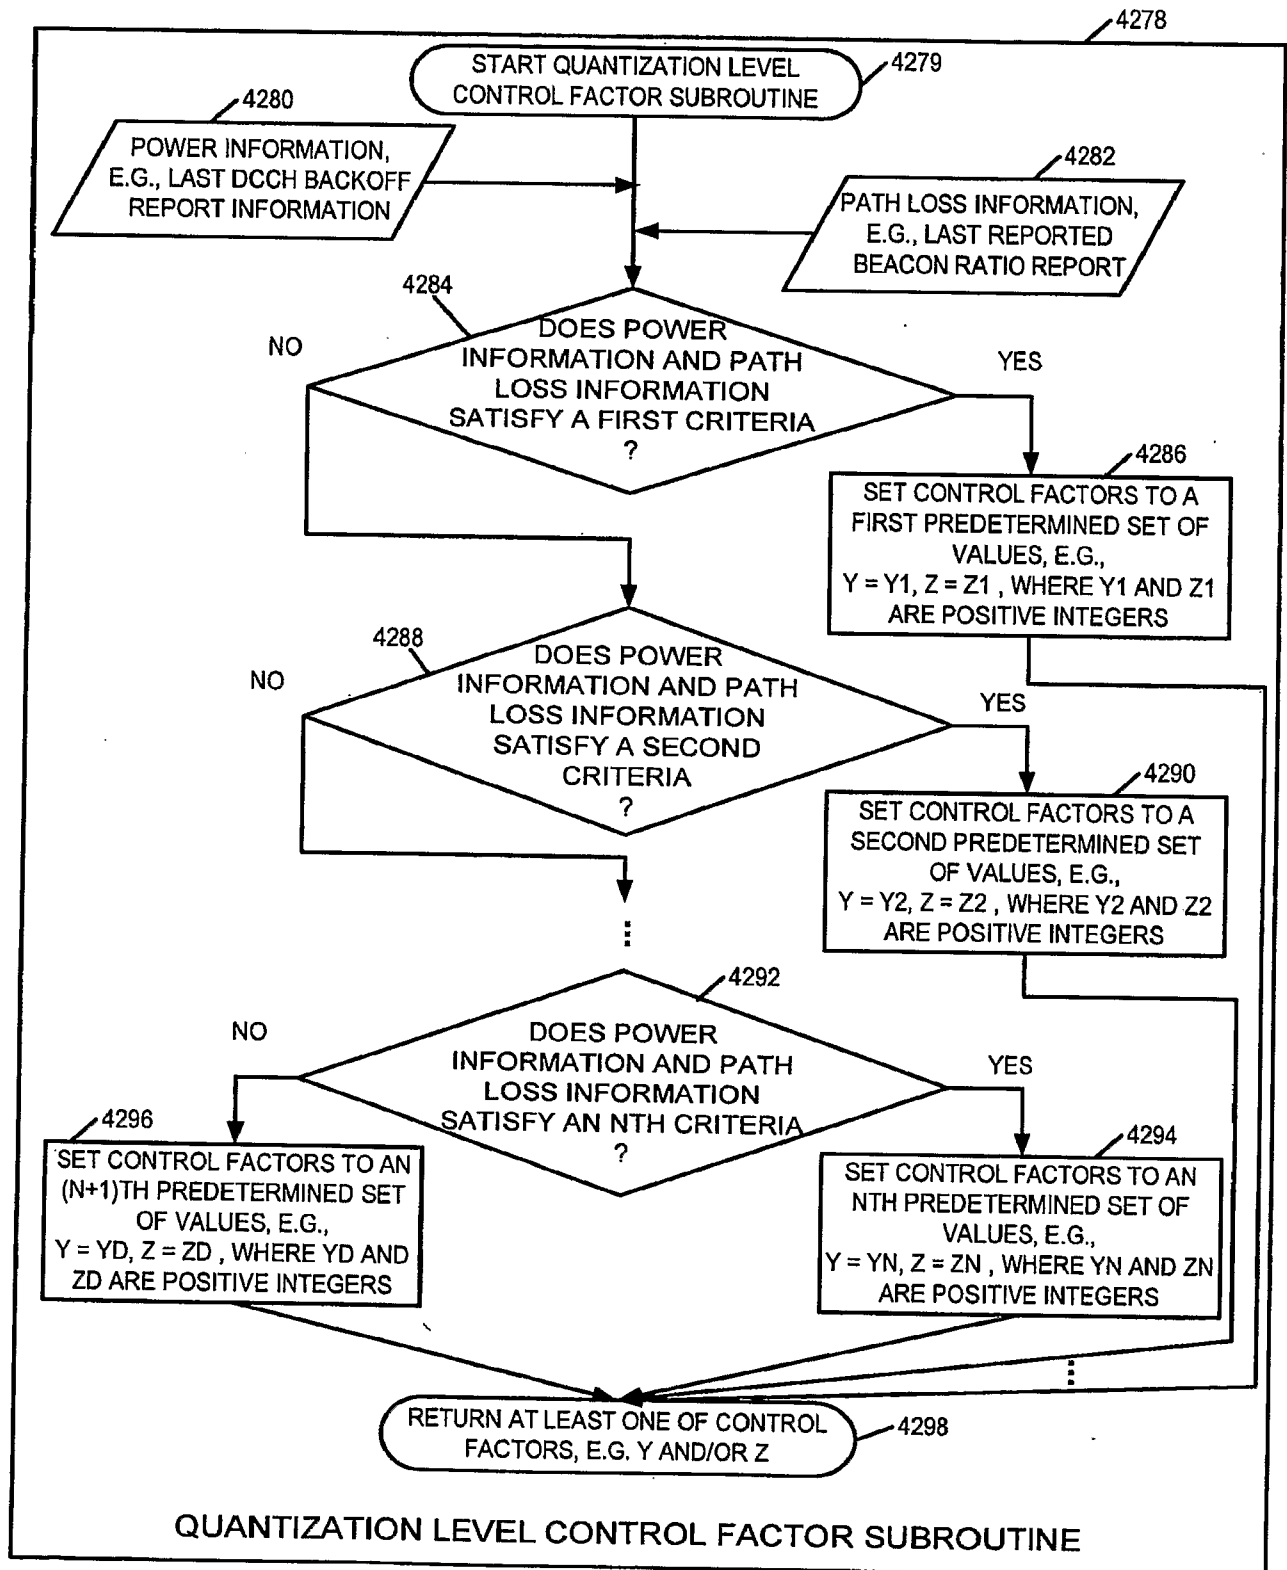 4278
START QUANTIZATION LEVEL
CONTROL FACTOR SUBROUTINE
4279
4280
POWER INFORMATION,
E.G., LAST DCCH BACKOFF
REPORT INFORMATION
4282
PATH LOSS INFORMATION,
E.G., LAST REPORTED
BEACON RATIO REPORT
4284
NO
DOES POWER
INFORMATION AND PATH
LOSS INFORMATION
SATISFY A FIRST CRITERIA
?
YES
4286
SET CONTROL FACTORS TO A
FIRST PREDETERMINED SET OF
VALUES, E.G.,
Y = Y1, Z = Z1 , WHERE Y1 AND Z1
ARE POSITIVE INTEGERS
4288
NO
DOES POWER
INFORMATION AND PATH
LOSS INFORMATION
SATISFY A SECOND
CRITERIA
?
YES
4290
SET CONTROL FACTORS TO A
SECOND PREDETERMINED SET
OF VALUES, E.G.,
Y = Y2, Z = Z2 , WHERE Y2 AND Z2
ARE POSITIVE INTEGERS
4292
NO
DOES POWER
INFORMATION AND PATH
LOSS INFORMATION
SATISFY AN NTH CRITERIA
?
YES
4296
SET CONTROL FACTORS TO AN
(N+1)TH PREDETERMINED SET
OF VALUES, E.G.,
Y = YD, Z = ZD , WHERE YD AND
ZD ARE POSITIVE INTEGERS
4294
SET CONTROL FACTORS TO AN
NTH PREDETERMINED SET OF
VALUES, E.G.,
Y = YN, Z = ZN , WHERE YN AND ZN
ARE POSITIVE INTEGERS
RETURN AT LEAST ONE OF CONTROL
FACTORS, E.G. Y AND/OR Z
4298
QUANTIZATION LEVEL CONTROL FACTOR SUBROUTINE